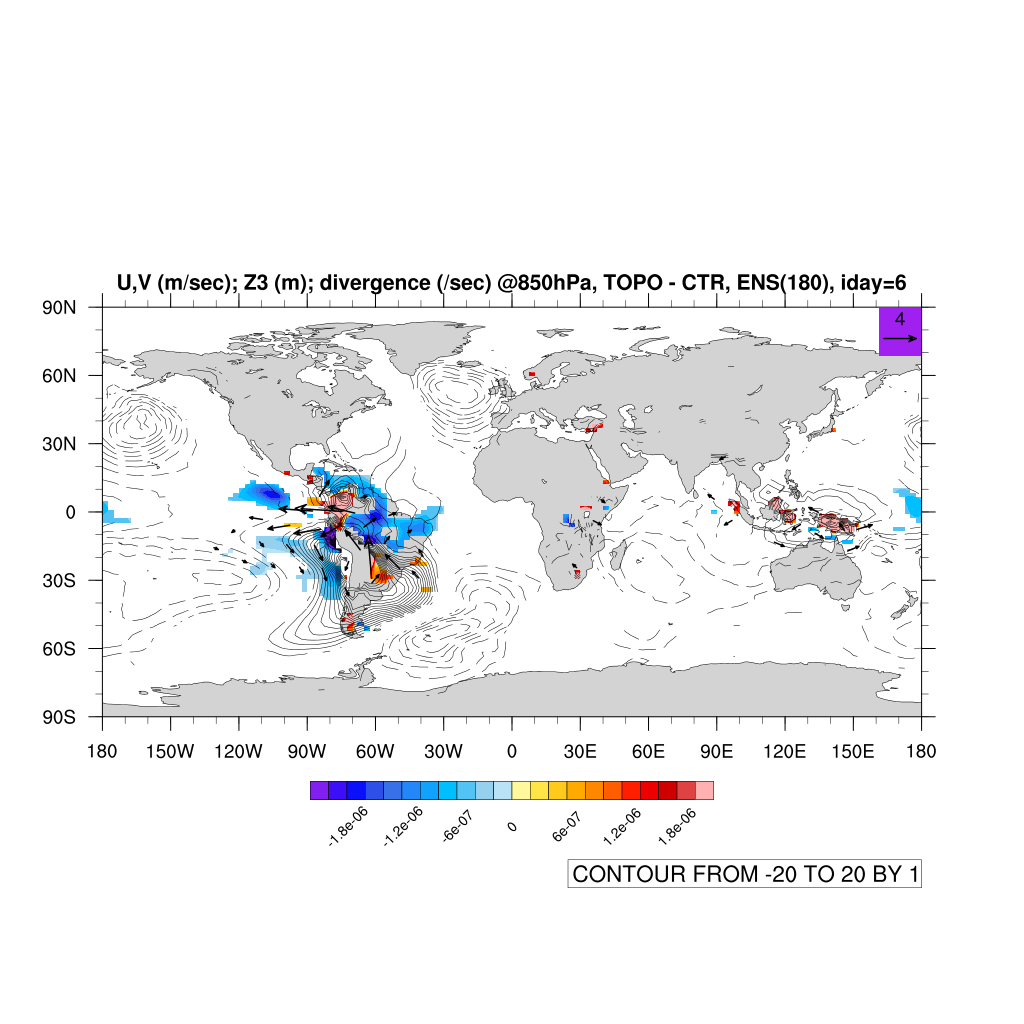 U,V (m/sec); Z3 (m); divergence (/sec) @850hPa, TOPO - CTR, ENS(180), iday=6
90N
4
60N
30N
0
30S
60S
90S
180 150W 120W 90W 60W 30W 0 30E 60E 90E 120E 150E 180
-1.8e-06 -1.2e-06 -6e-07 0 6e-07 1.2e-06 1.8e-06
CONTOUR FROM -20 TO 20 BY 1